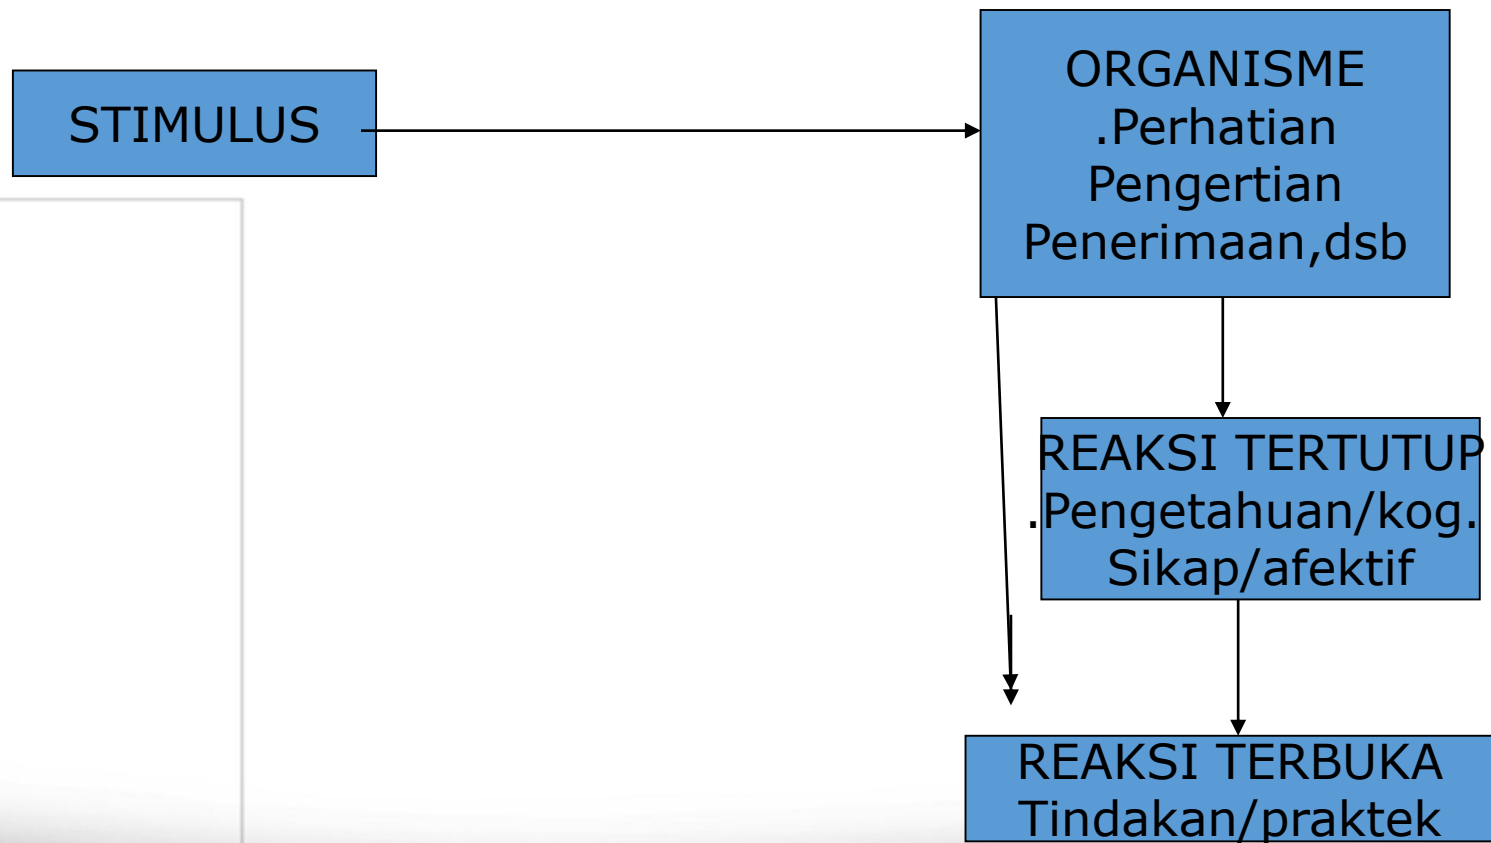 STIMULUS
ORGANISME
.Perhatian
Pengertian
Penerimaan,dsb
REAKSI TERTUTUP
.Pengetahuan/kog.
Sikap/afektif
REAKSI TERBUKA
Tindakan/praktek